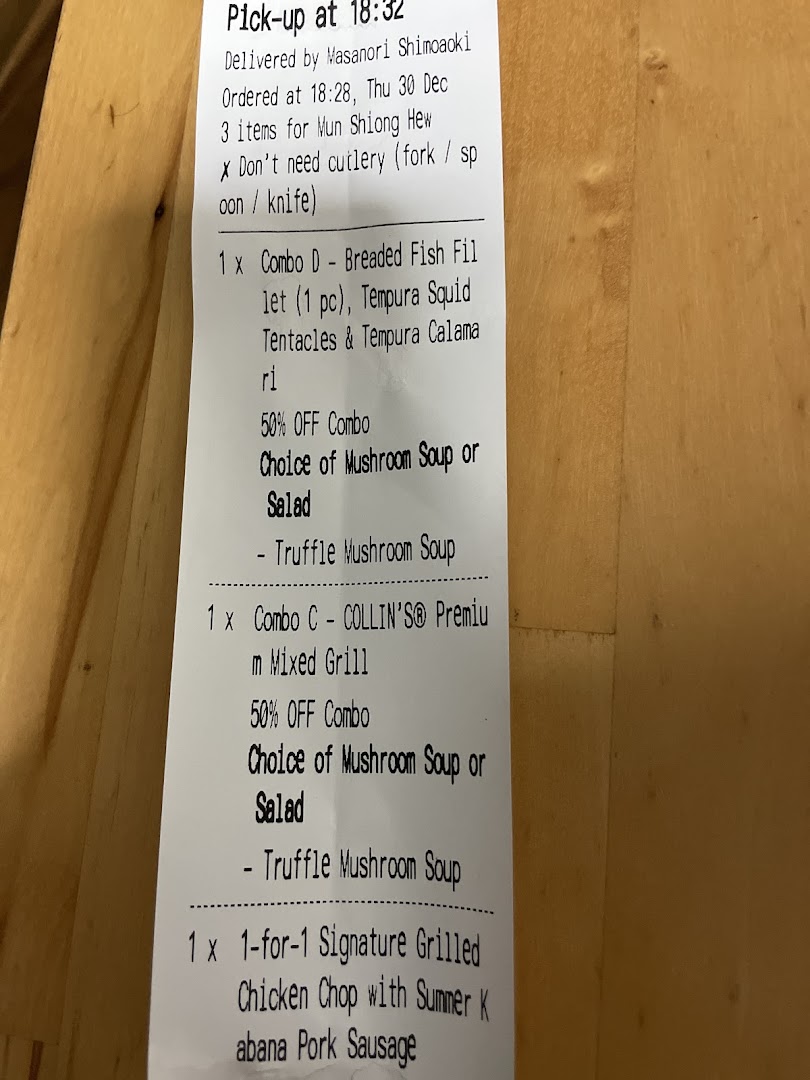 Pick-up at 18:32
Delivered by Masanori Shimoaoki
Ordered at 18:28, Thu 30 Dec
3 items for Mun Shiong Hew
✗ Don't need cutlery (fork / sp
oon / knife)
1 x Combo D - Breaded Fish Fil
let (1 pc), Tempura Squid
Tentacles & Tempura Calama
ri
50% OFF Combo
Choice of Mushroom Soup or
Salad
- Truffle Mushroom Soup
1 x Combo C - COLLIN'S® Premiu
m Mixed Grill
50% OFF Combo
Choice of Mushroom Soup or
Salad
- Truffle Mushroom Soup
1 x 1-for-1 Signature Grilled
Chicken Chop with Summer K
abana Pork Sausage